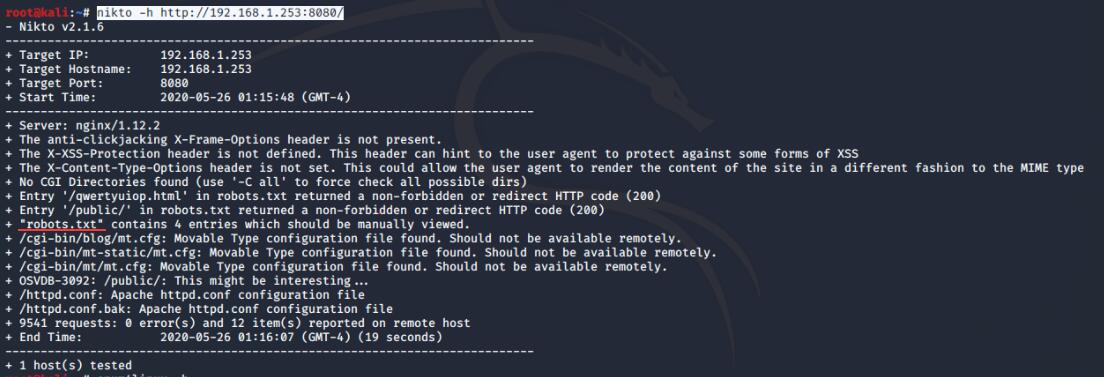 root@kali:~# nikto -h http://192.168.1.253:8080/
- Nikto v2.1.6
---------------------------------------------------------------------------
+ Target IP:          192.168.1.253
+ Target Hostname:    192.168.1.253
+ Target Port:        8080
+ Start Time:         2020-05-26 01:15:48 (GMT-4)
---------------------------------------------------------------------------
+ Server: nginx/1.12.2
+ The anti-clickjacking X-Frame-Options header is not present.
+ The X-XSS-Protection header is not defined. This header can hint to the user agent to protect against some forms of XSS
+ The X-Content-Type-Options header is not set. This could allow the user agent to render the content of the site in a different fashion to the MIME type
+ No CGI Directories found (use '-C all' to force check all possible dirs)
+ Entry '/qwertyuiop.html' in robots.txt returned a non-forbidden or redirect HTTP code (200)
+ Entry '/public/' in robots.txt returned a non-forbidden or redirect HTTP code (200)
+ "robots.txt" contains 4 entries which should be manually viewed.
+ /cgi-bin/blog/mt.cfg: Movable Type configuration file found. Should not be available remotely.
+ /cgi-bin/mt-static/mt.cfg: Movable Type configuration file found. Should not be available remotely.
+ /cgi-bin/mt/mt.cfg: Movable Type configuration file found. Should not be available remotely.
+ OSVDB-3092: /public/: This might be interesting...
+ /httpd.conf: Apache httpd.conf configuration file
+ /httpd.conf.bak: Apache httpd.conf configuration file
+ 9541 requests: 0 error(s) and 12 item(s) reported on remote host
+ End Time:           2020-05-26 01:16:07 (GMT-4) (19 seconds)
---------------------------------------------------------------------------
+ 1 host(s) tested